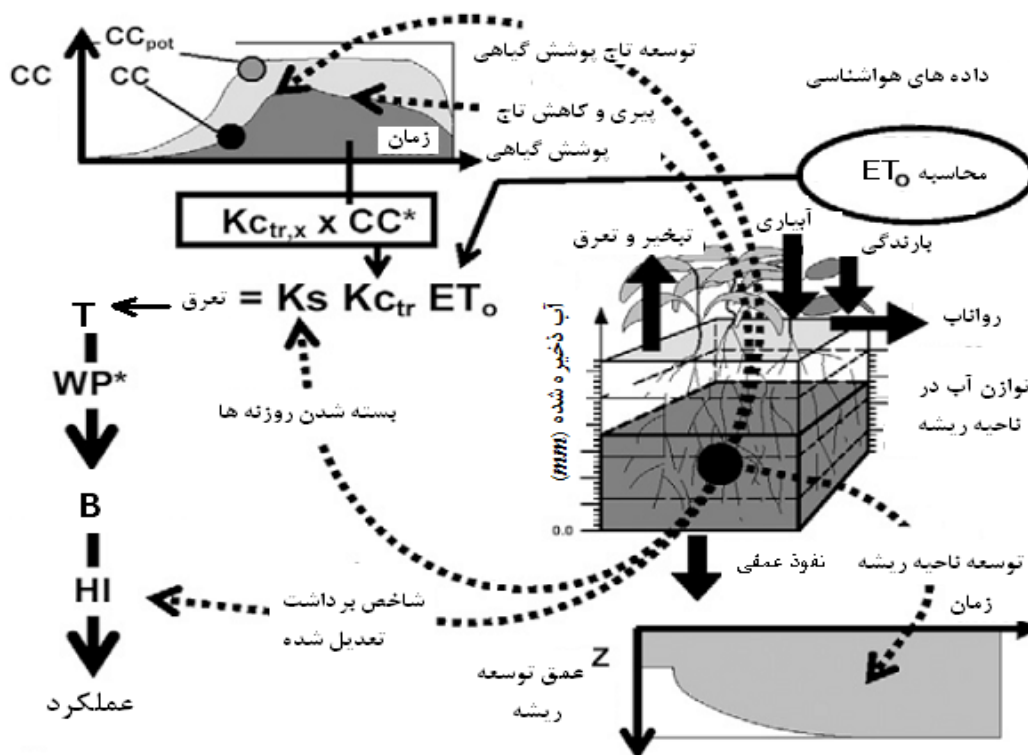 CCpot
CC
CC
زمان
توسعه تاج پوشش گیاهی
پیری و کاهش تاج
پوشش گیاهی
داده های هواشناسی
محاسبه ETo
Kctr,x x CC*
تبخیر و تعرق
آبیاری
بارندگی
تعرق = Ks Kctr ETo
T
WP*
B
HI
عملکرد
بسته شدن روزنه ها
شاخص برداشت
تعدیل شده
آب ذخیره شده (mm)
0.0
رواناب
توازن آب در
ناحیه ریشه
نفوذ عمقی
توسعه ناحیه ریشه
زمان
Z
عمق توسعه
ریشه